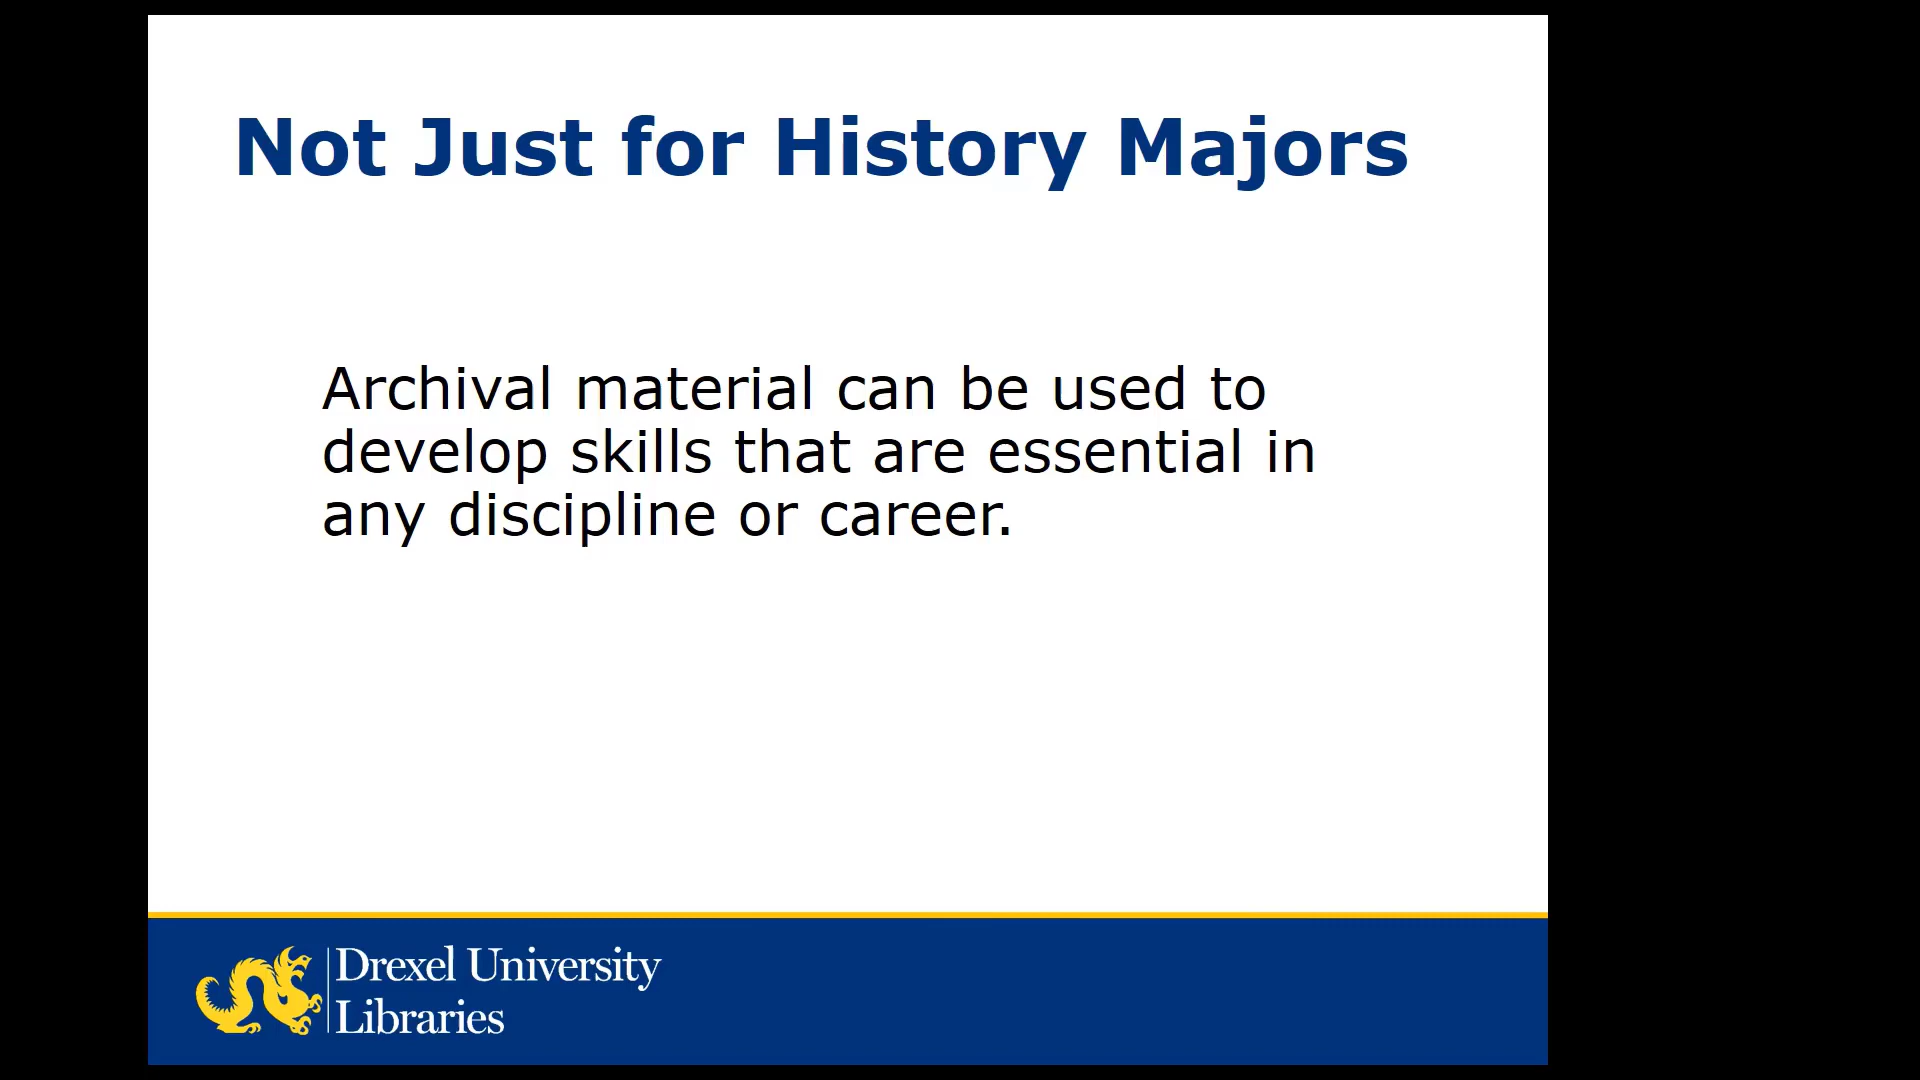 Not Just for History Majors
Archival material can be used to
develop skills that are essential in
any discipline or career.
Drexel University
Libraries